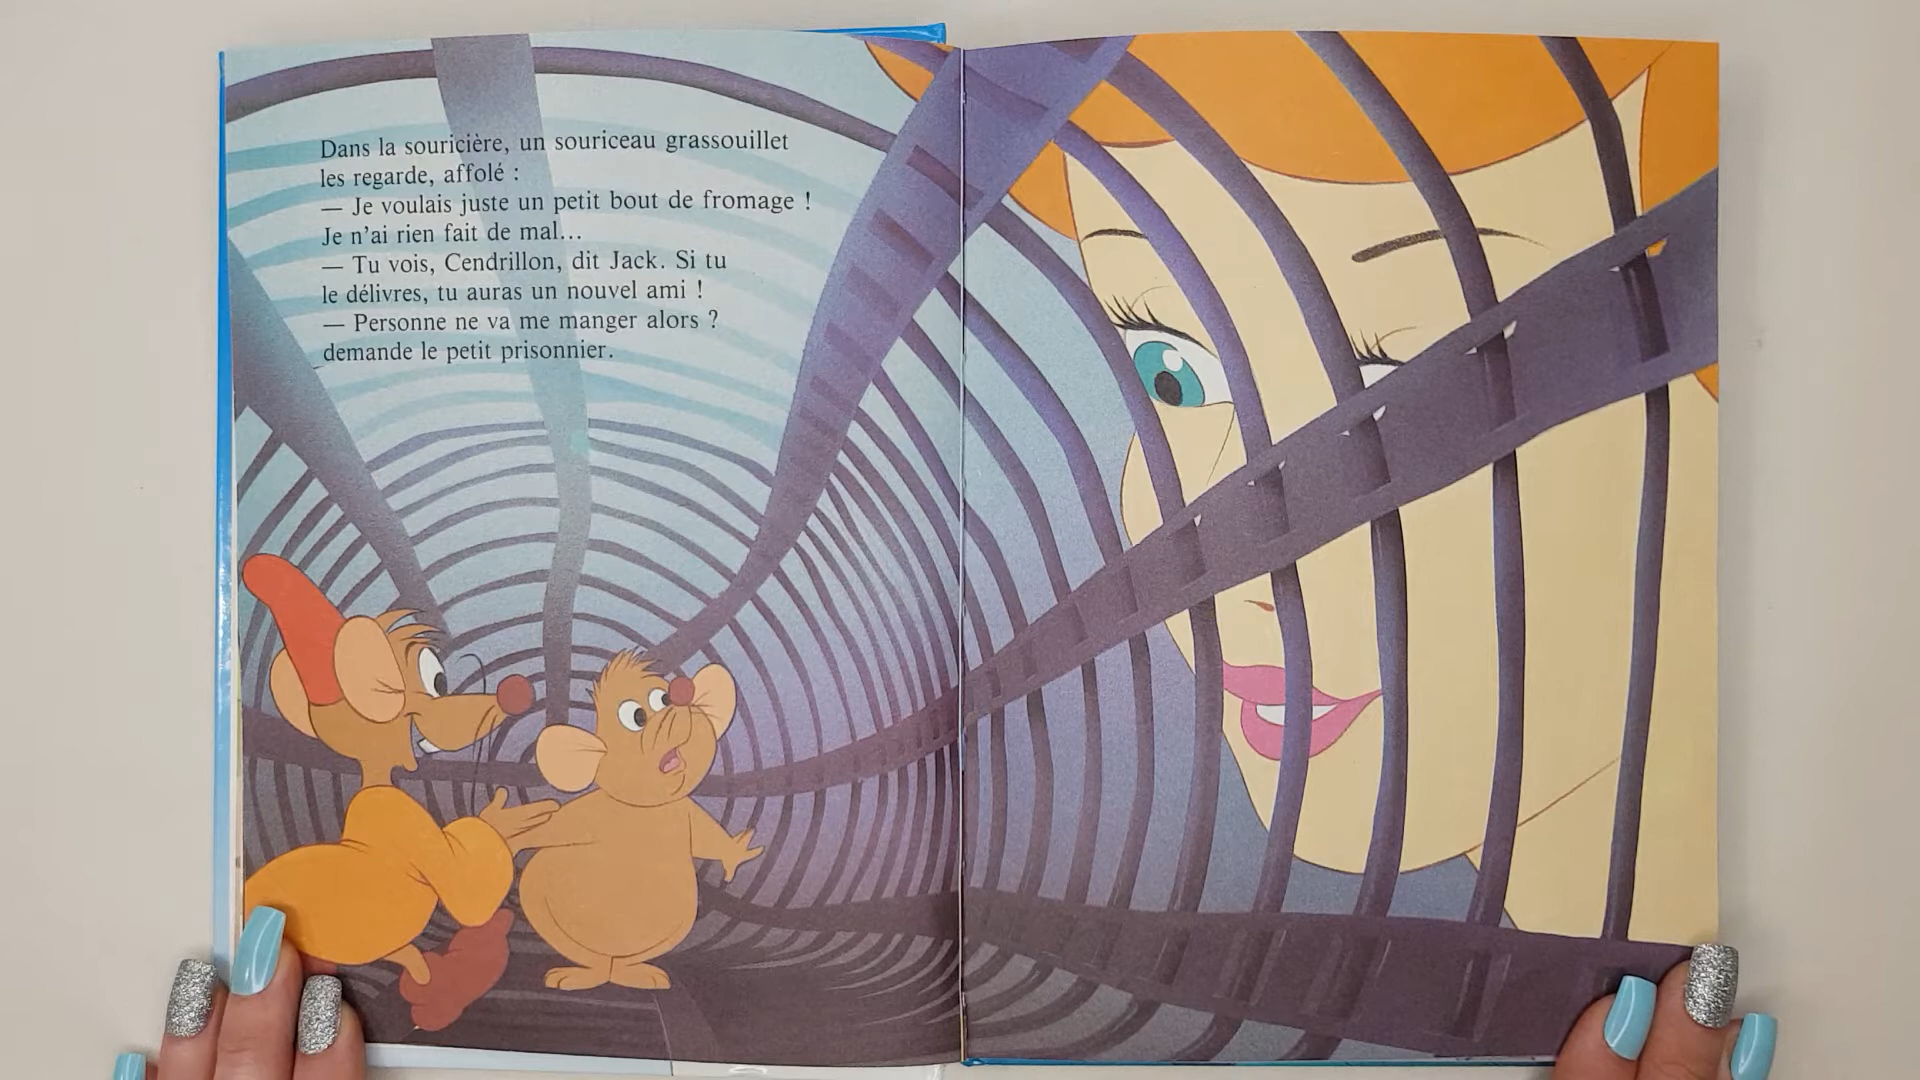 Dans la souricière, un souriceau grassouillet
les regarde, affolé :
— Je voulais juste un petit bout de fromage !
Je n'ai rien fait de mal...
— Tu vois, Cendrillon, dit Jack. Si tu
le délivres, tu auras un nouvel ami !
— Personne ne va me manger alors ?
demande le petit prisonnier.